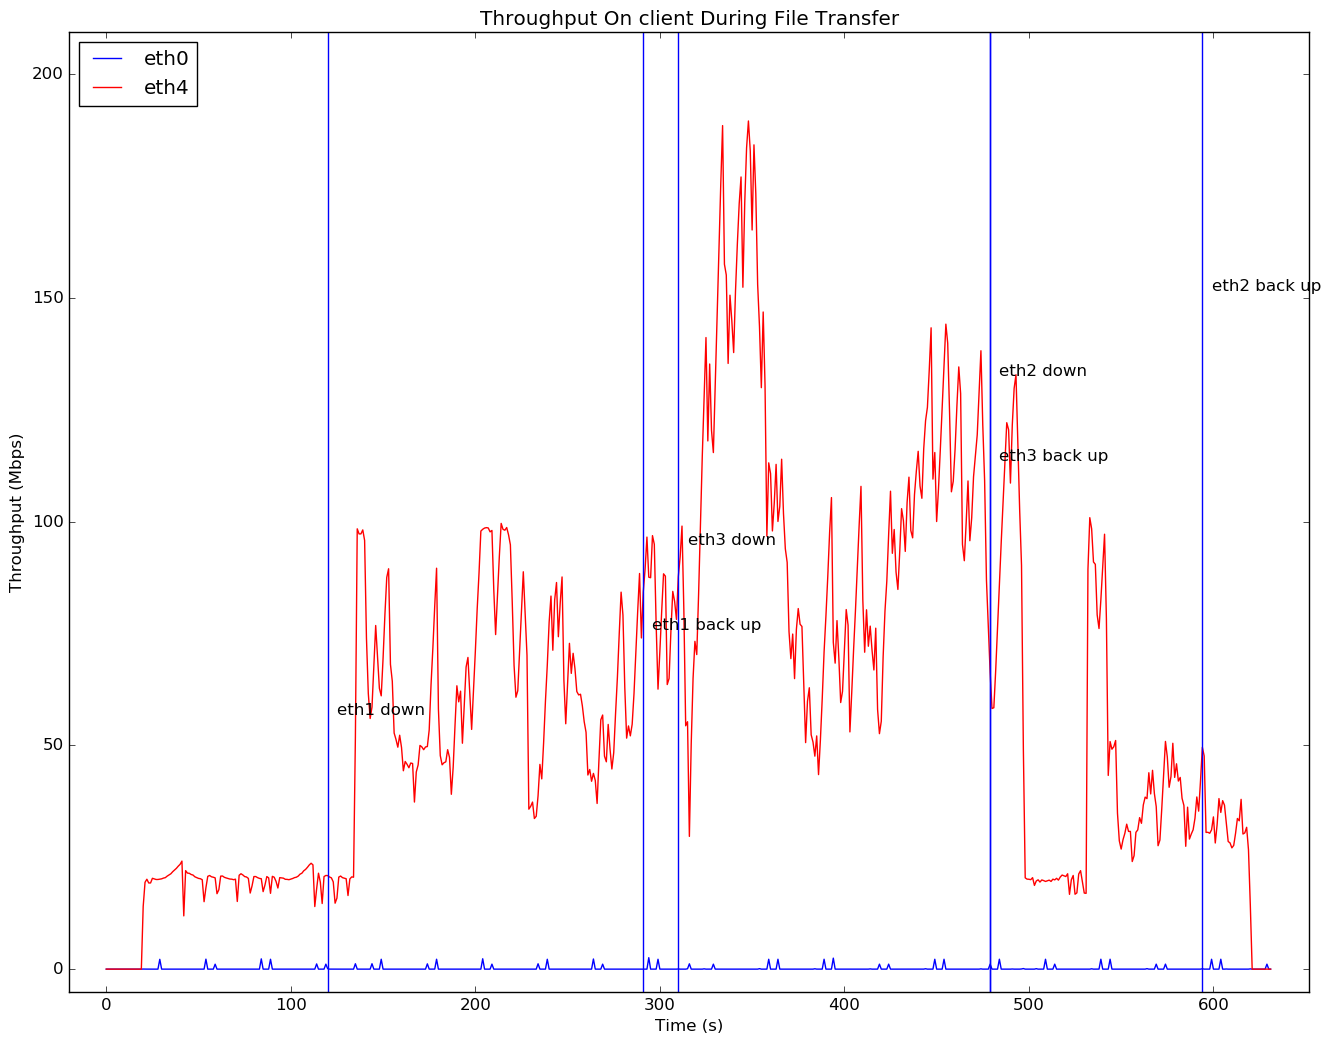 Throughput On client During File Transfer
eth0
eth4
200
150
100
50
0
Throughput (Mbps)
eth2 back up
eth2 down
eth3 back up
eth3 down
eth1 back up
eth1 down
0 100 200 300 400 500 600
Time (s)